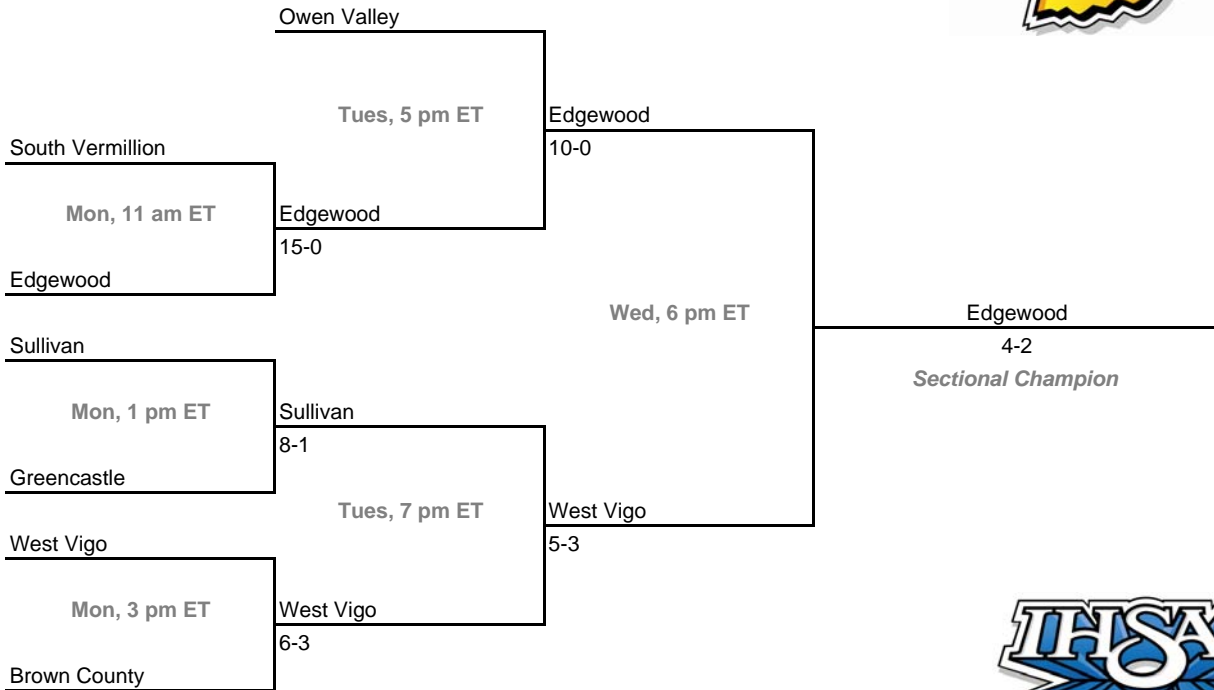 Owen Valley
Tues, 5 pm ET
Edgewood
South Vermillion
10-0
Mon, 11 am ET
Edgewood
15-0
Edgewood
Wed, 6 pm ET
Edgewood
Sullivan
4-2
Sectional Champion
Mon, 1 pm ET
Sullivan
8-1
Greencastle
Tues, 7 pm ET
West Vigo
West Vigo
5-3
Mon, 3 pm ET
West Vigo
6-3
Brown County
IHSA